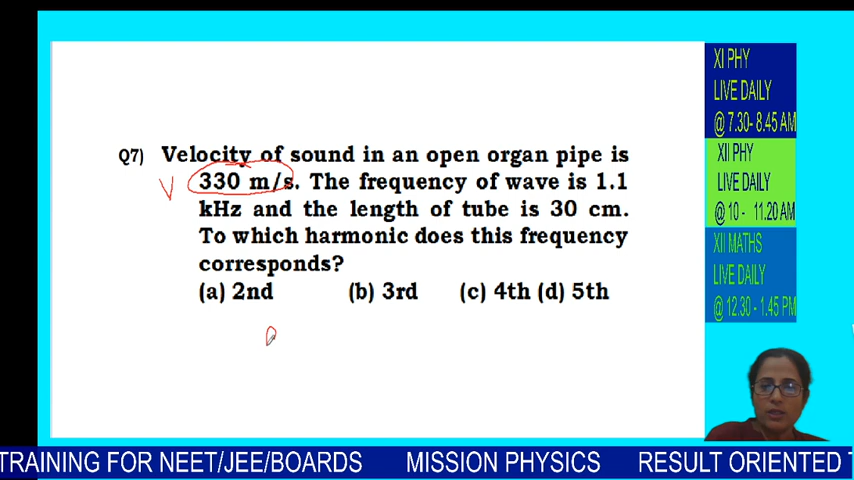 Q7) Velocity of sound in an open organ pipe is
V 330 m/s. The frequency of wave is 1.1
kHz and the length of tube is 30 cm.
To which harmonic does this frequency
corresponds?
(a) 2nd (b) 3rd (c) 4th (d) 5th
XI PHY
LIVE DAILY
@ 7.30- 8.45 AM
XII PHY
LIVE DAILY
@ 10 - 11.20 AM
XII MATHS
LIVE DAILY
@ 12.30 - 1.45 PM
TRAINING FOR NEET/JEE/BOARDS MISSION PHYSICS RESULT ORIENTED